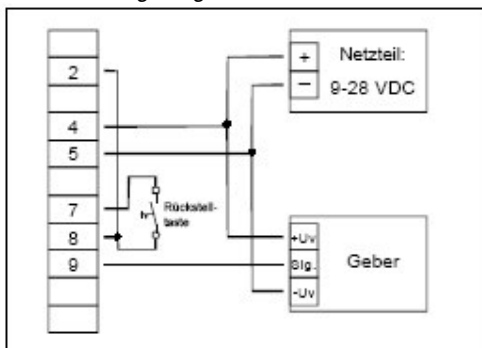 2
4
5
7
8
9
Rückstell-
taste
+
−
Netzteil:
9-28 VDC
+Uv
Sig.
-Uv
Geber